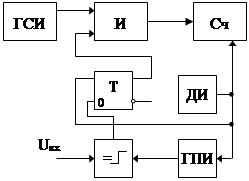 ГСИ И Сч
Т
0
ДИ
Uвх
= ГПИ